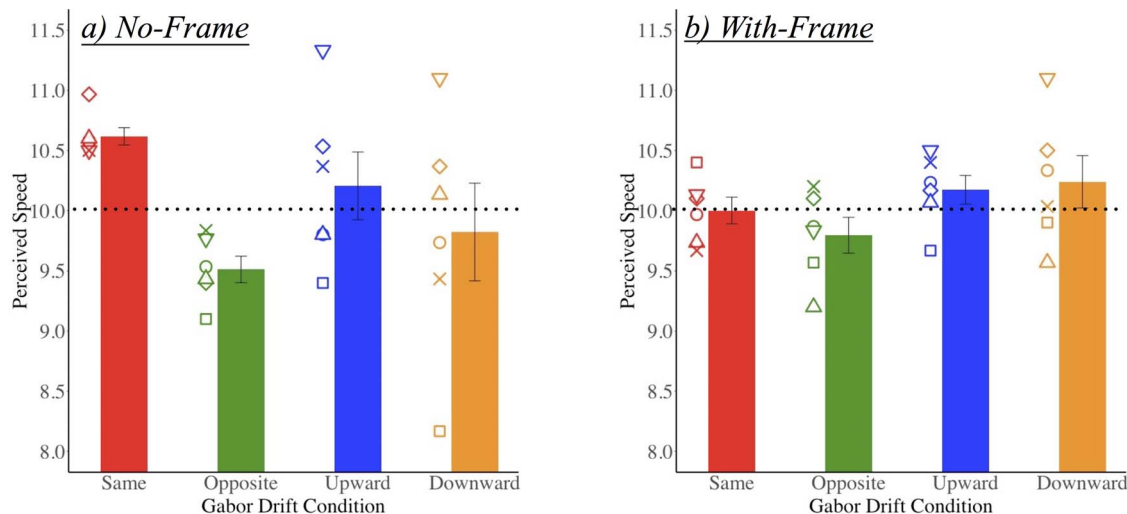 a) No-Frame
11.5
11.0
10.5
10.0
9.5
9.0
8.5
8.0
Perceived Speed
Same Opposite Upward Downward
Gabor Drift Condition
b) With-Frame
11.5
11.0
10.5
10.0
9.5
9.0
8.5
8.0
Perceived Speed
Same Opposite Upward Downward
Gabor Drift Condition